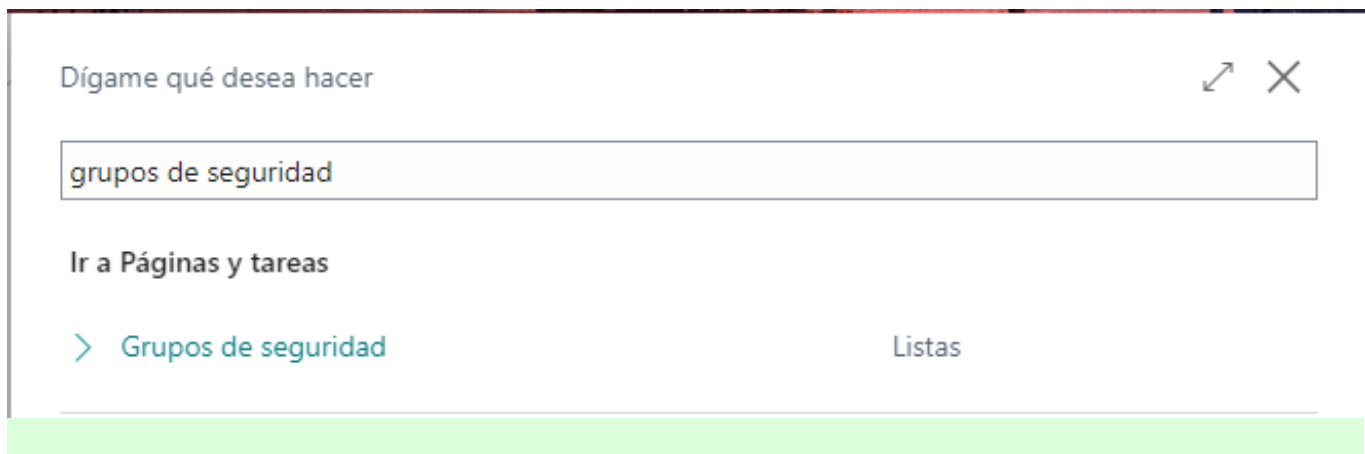 Dígame qué desea hacer
grupos de seguridad
Ir a Páginas y tareas
Grupos de seguridad Listas